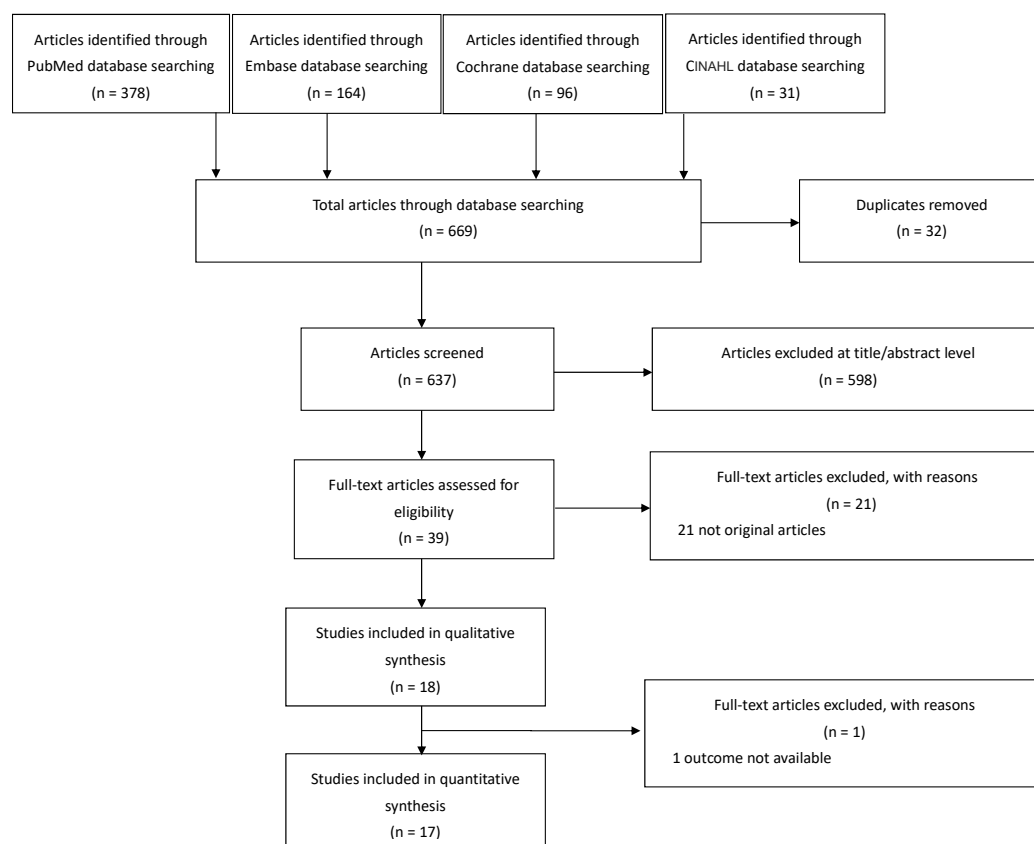 Articles identified through
PubMed database searching
(n = 378)
Articles identified through
Embase database searching
(n = 164)
Articles identified through
Cochrane database searching
(n = 96)
Articles identified through
CINAHL database searching
(n = 31)
Total articles through database searching
(n = 669)
Duplicates removed
(n = 32)
Articles screened
(n = 637)
Articles excluded at title/abstract level
(n = 598)
Full-text articles assessed for
eligibility
(n = 39)
Full-text articles excluded, with reasons
(n = 21)
21 not original articles
Studies included in qualitative
synthesis
(n = 18)
Full-text articles excluded, with reasons
(n = 1)
1 outcome not available
Studies included in quantitative
synthesis
(n = 17)